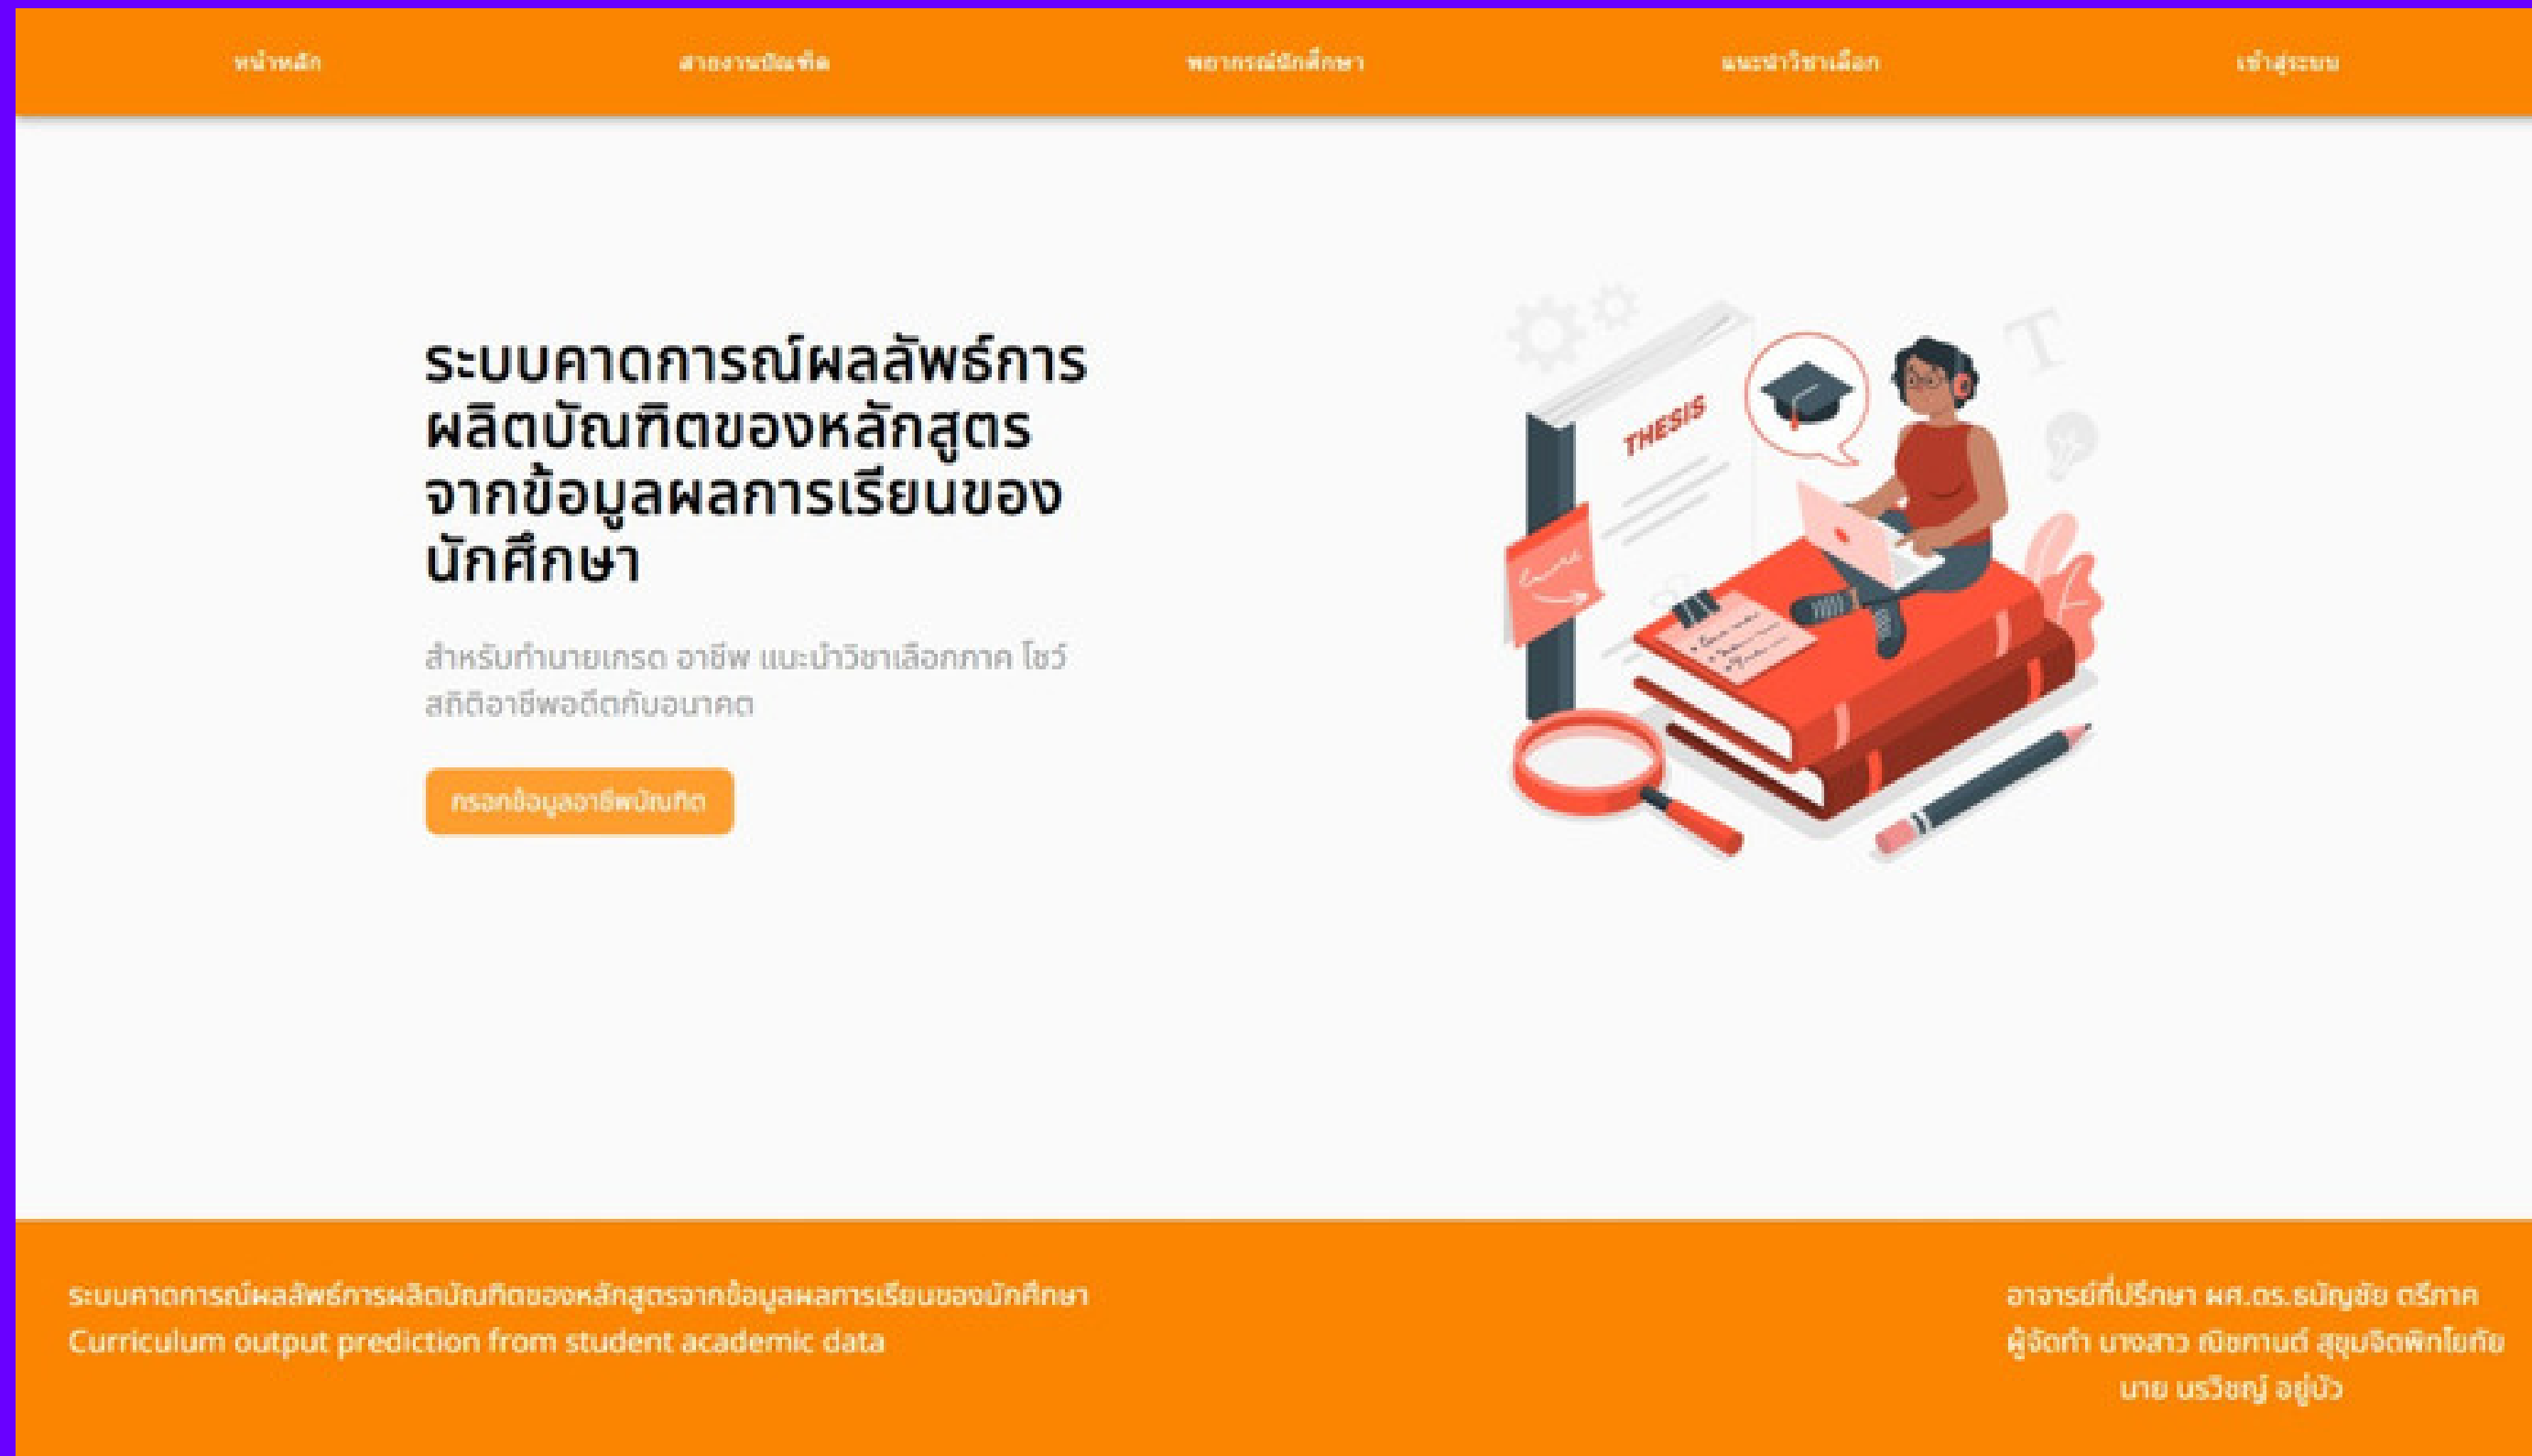 หน้าหลัก
สายงานบัณฑิต
พยากรณ์นักศึกษา
แนะนำวิชาเลือก
เข้าสู่ระบบ
ระบบคาดการณ์ผลลัพธ์การ
ผลิตบัณฑิตของหลักสูตร
จากข้อมูลผลการเรียนของ
นักศึกษา
สำหรับทำนายเกรด อาชีพ แนะนำวิชาเลือกภาค โชว์
สถิติอาชีพอดีตกับอนาคต
กรอกข้อมูลอาชีพบัณฑิต
THESIS
ระบบคาดการณ์ผลลัพธ์การผลิตบัณฑิตของหลักสูตรจากข้อมูลผลการเรียนของนักศึกษา
Curriculum output prediction from student academic data
อาจารย์ที่ปรึกษา ผศ.ดร.ธนัญชัย ตรีภาค
ผู้จัดทำ นางสาว ณิชกานต์ สุขุมจิตพิทโยทัย
นาย นรวิชญ์ อยู่บัว